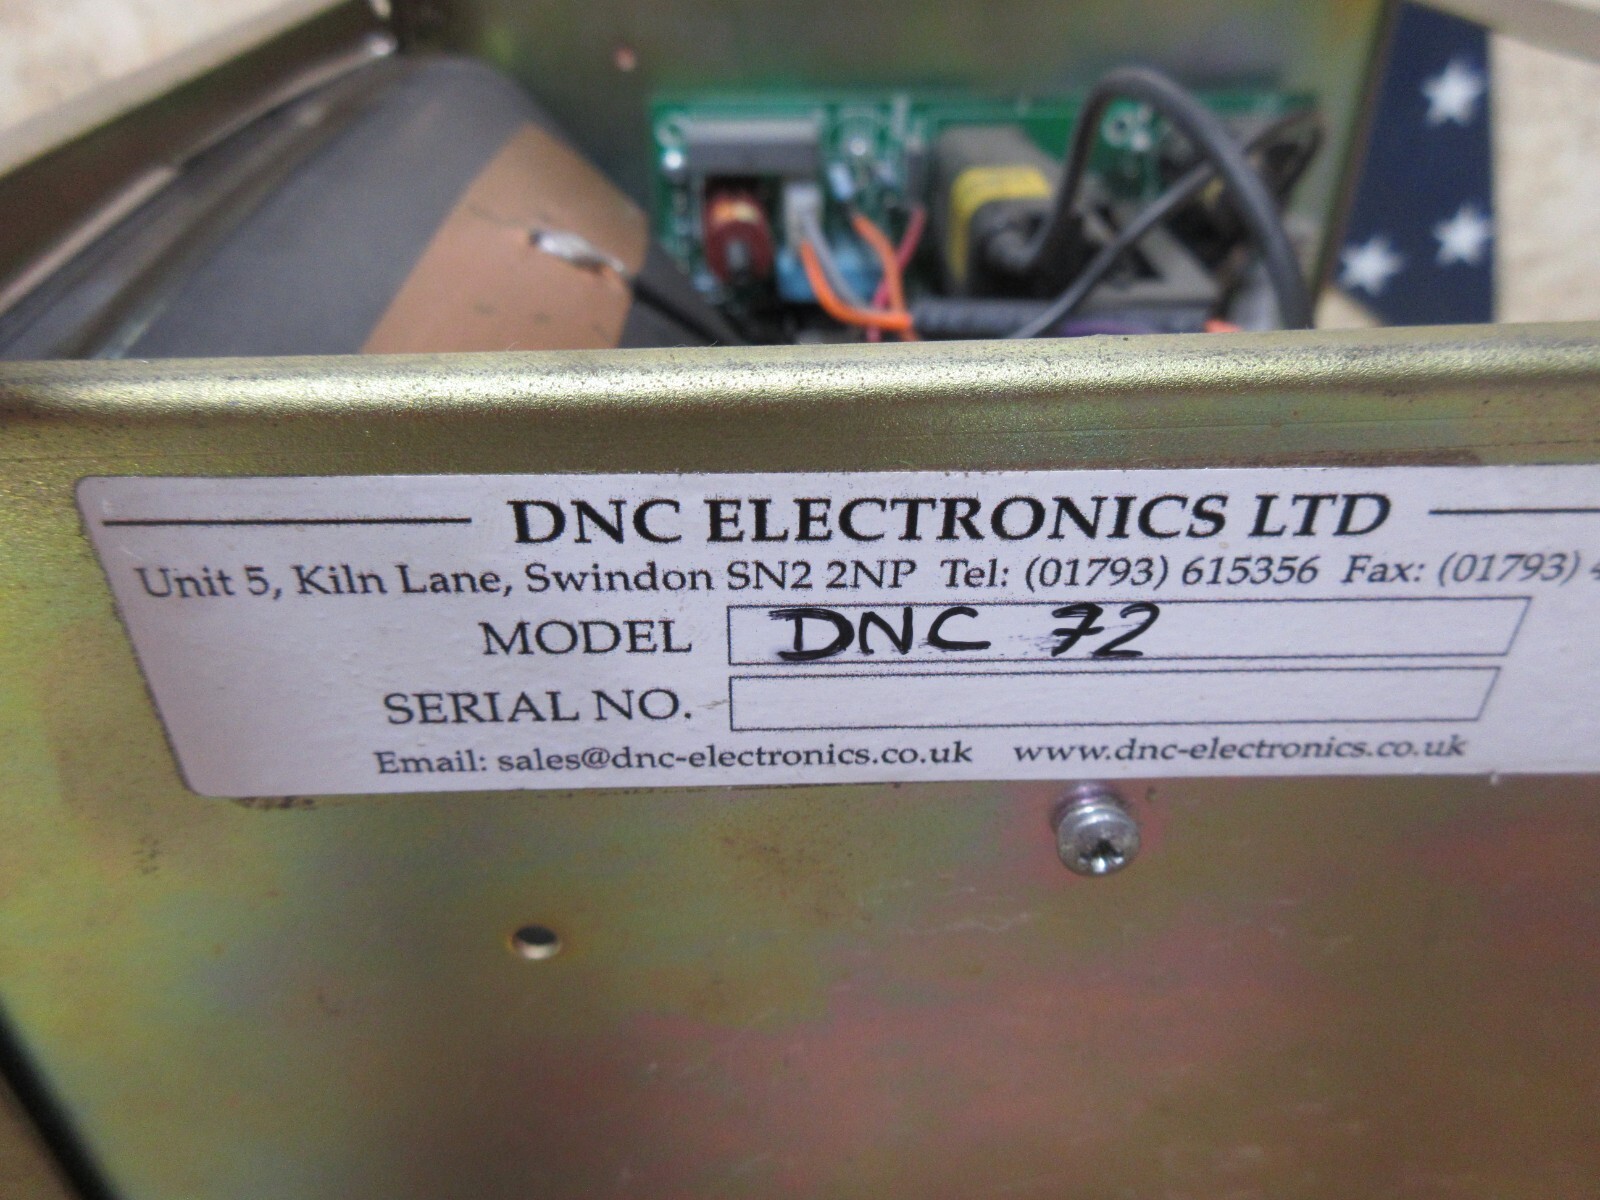 DNC ELECTRONICS LTD
Unit 5, Kiln Lane, Swindon SN2 2NP Tel: (01793) 615356 Fax: (01793)
MODEL DNC 72
SERIAL NO.
Email: sales@dnc-electronics.co.uk www.dnc-electronics.co.uk